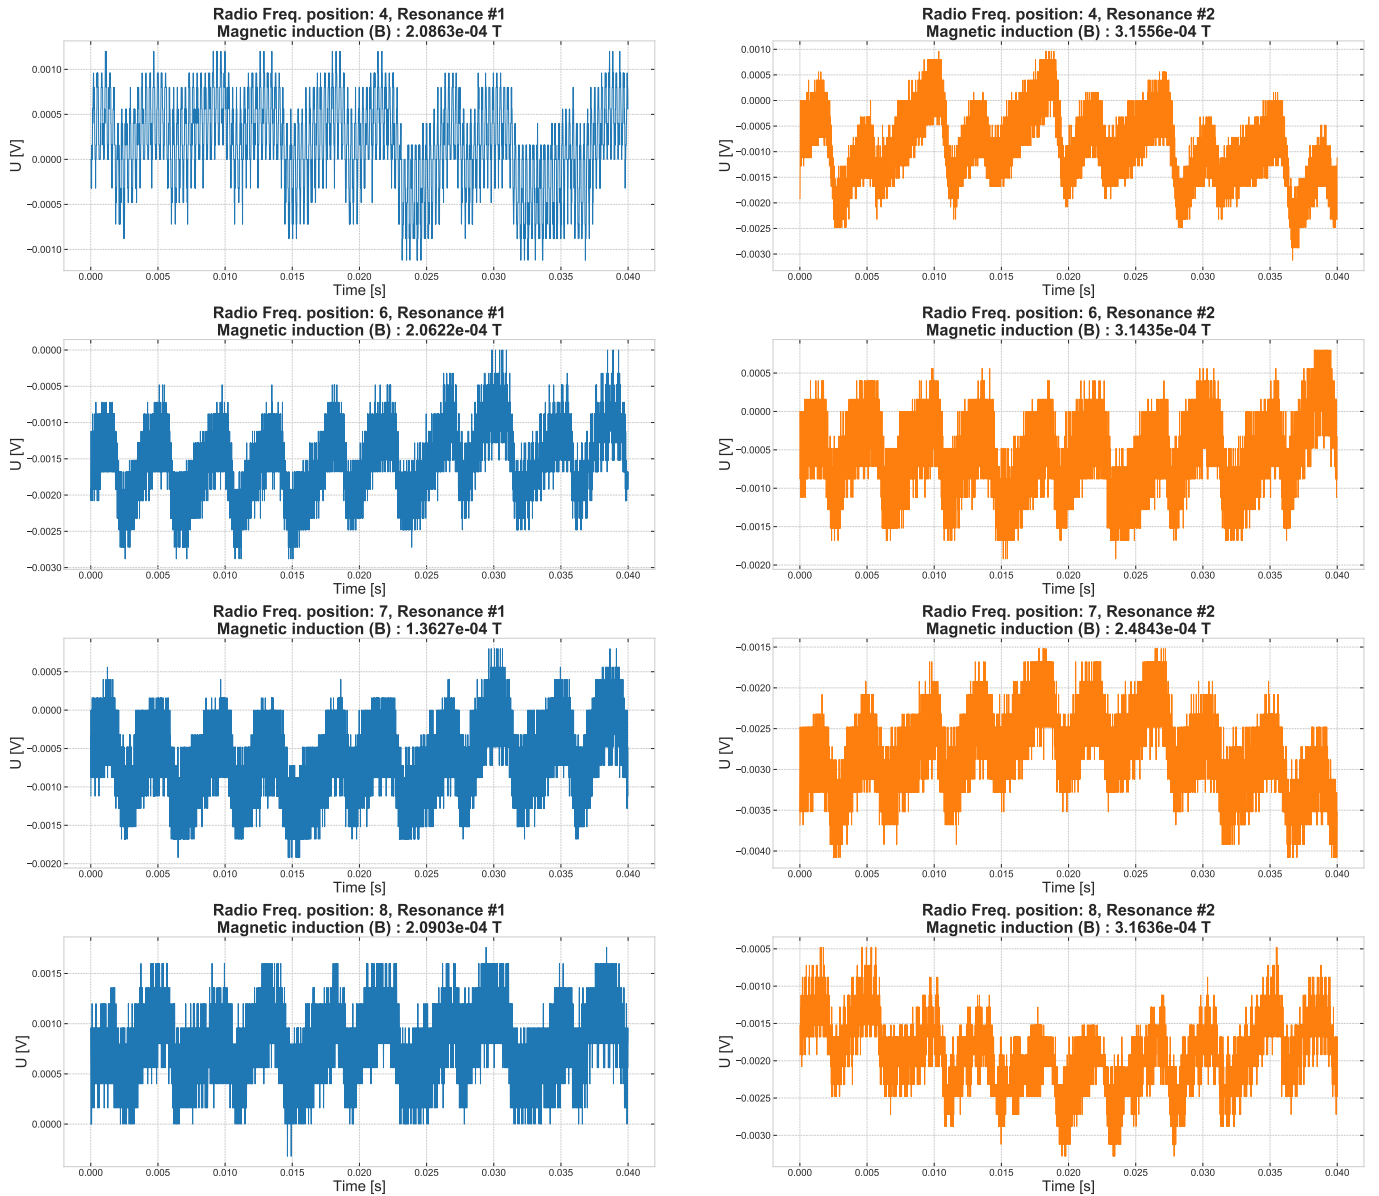 Radio Freq. position: 4, Resonance #1
Magnetic induction (B) : 2.0863e-04 T
U [V]
0.0010
0.0005
0.0000
−0.0005
−0.0010
0.000 0.005 0.010 0.015 0.020 0.025 0.030 0.035 0.040
Time [s]
Radio Freq. position: 4, Resonance #2
Magnetic induction (B) : 3.1556e-04 T
U [V]
0.0010
0.0005
0.0000
−0.0005
−0.0010
−0.0015
−0.0020
−0.0025
−0.0030
0.000 0.005 0.010 0.015 0.020 0.025 0.030 0.035 0.040
Time [s]
Radio Freq. position: 6, Resonance #1
Magnetic induction (B) : 2.0622e-04 T
U [V]
0.0000
−0.0005
−0.0010
−0.0015
−0.0020
−0.0025
−0.0030
0.000 0.005 0.010 0.015 0.020 0.025 0.030 0.035 0.040
Time [s]
Radio Freq. position: 6, Resonance #2
Magnetic induction (B) : 3.1435e-04 T
U [V]
0.0005
0.0000
−0.0005
−0.0010
−0.0015
−0.0020
0.000 0.005 0.010 0.015 0.020 0.025 0.030 0.035 0.040
Time [s]
Radio Freq. position: 7, Resonance #1
Magnetic induction (B) : 1.3627e-04 T
U [V]
0.0005
0.0000
−0.0005
−0.0010
−0.0015
−0.0020
0.000 0.005 0.010 0.015 0.020 0.025 0.030 0.035 0.040
Time [s]
Radio Freq. position: 7, Resonance #2
Magnetic induction (B) : 2.4843e-04 T
U [V]
−0.0015
−0.0020
−0.0025
−0.0030
−0.0035
−0.0040
0.000 0.005 0.010 0.015 0.020 0.025 0.030 0.035 0.040
Time [s]
Radio Freq. position: 8, Resonance #1
Magnetic induction (B) : 2.0903e-04 T
U [V]
0.0015
0.0010
0.0005
0.0000
0.000 0.005 0.010 0.015 0.020 0.025 0.030 0.035 0.040
Time [s]
Radio Freq. position: 8, Resonance #2
Magnetic induction (B) : 3.1636e-04 T
U [V]
−0.0005
−0.0010
−0.0015
−0.0020
−0.0025
−0.0030
0.000 0.005 0.010 0.015 0.020 0.025 0.030 0.035 0.040
Time [s]